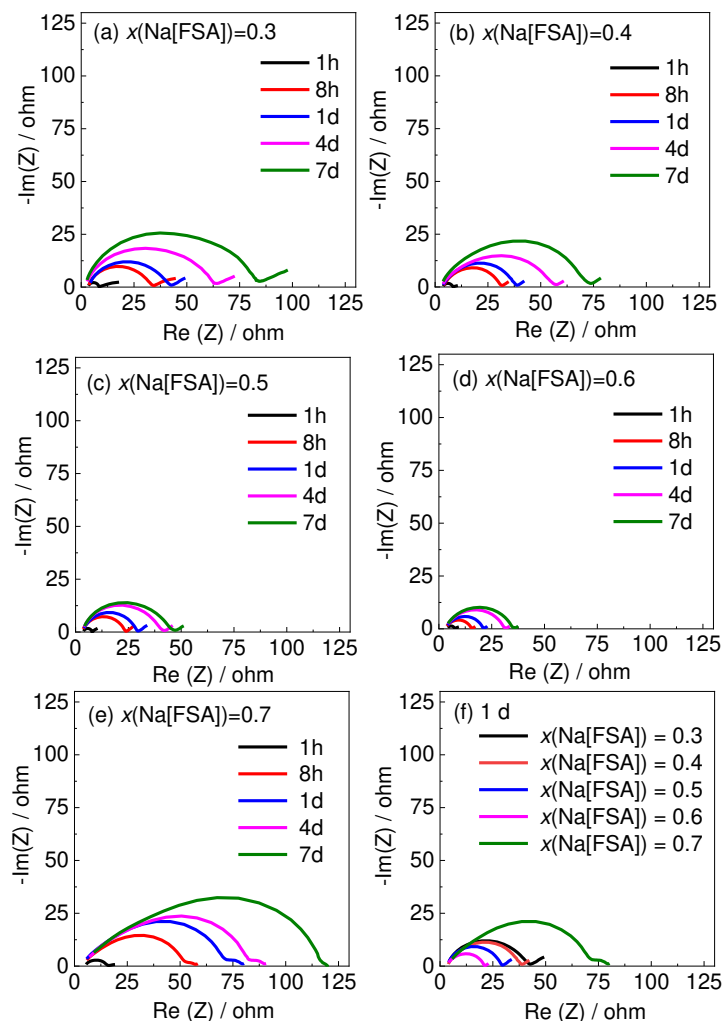 (a) x(Na[FSA])=0.3
1h
8h
1d
4d
7d
-Im(Z) / ohm
125
100
75
50
25
0
0 25 50 75 100 125
Re (Z) / ohm
(b) x(Na[FSA])=0.4
1h
8h
1d
4d
7d
-Im(Z) / ohm
125
100
75
50
25
0
0 25 50 75 100 125
Re (Z) / ohm
(c) x(Na[FSA])=0.5
1h
8h
1d
4d
7d
-Im(Z) / ohm
125
100
75
50
25
0
0 25 50 75 100 125
Re (Z) / ohm
(d) x(Na[FSA])=0.6
1h
8h
1d
4d
7d
-Im(Z) / ohm
125
100
75
50
25
0
0 25 50 75 100 125
Re (Z) / ohm
(e) x(Na[FSA])=0.7
1h
8h
1d
4d
7d
-Im(Z) / ohm
125
100
75
50
25
0
0 25 50 75 100 125
Re (Z) / ohm
(f) 1 d
x(Na[FSA]) = 0.3
x(Na[FSA]) = 0.4
x(Na[FSA]) = 0.5
x(Na[FSA]) = 0.6
x(Na[FSA]) = 0.7
-Im(Z) / ohm
125
100
75
50
25
0
0 25 50 75 100 125
Re (Z) / ohm